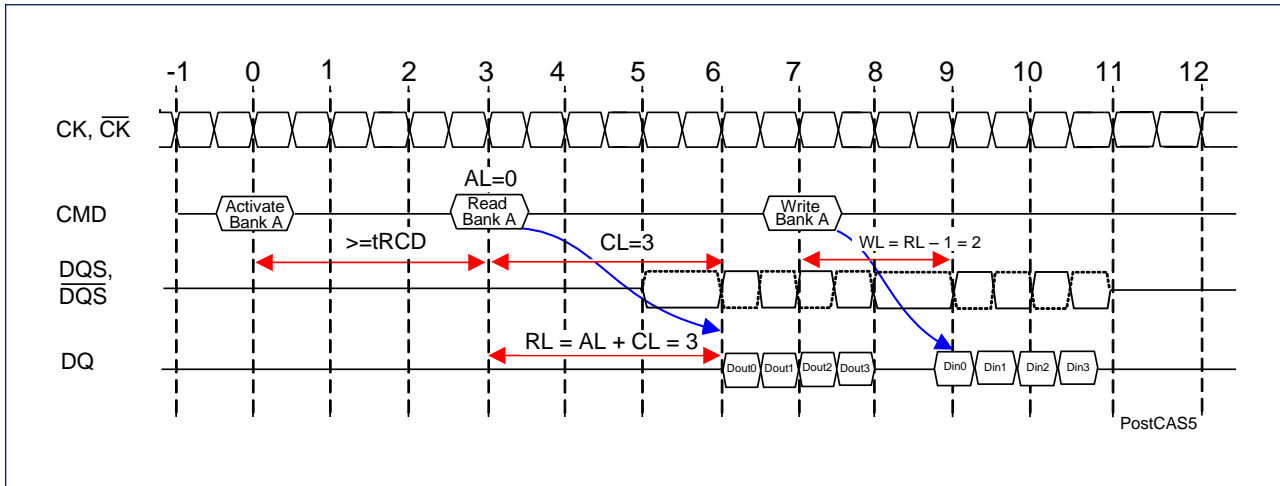 -1 0 1 2 3 4 5 6 7 8 9 10 11 12
CK, C̅K̅
AL=0
CMD
Activate
Bank A
Read
Bank A
Write
Bank A
>=tRCD
CL=3
WL = RL – 1 = 2
DQS,
D̅Q̅S̅
RL = AL + CL = 3
DQ
Dout0 Dout1 Dout2 Dout3 Din0 Din1 Din2 Din3
PostCAS5